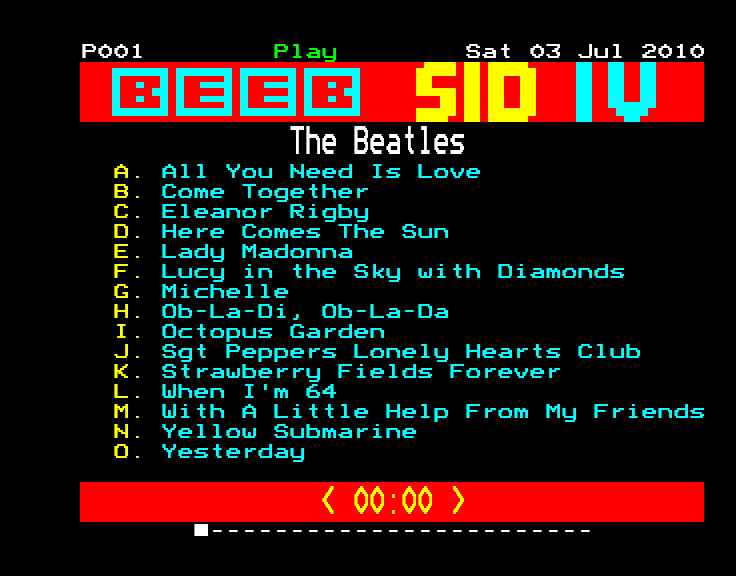 P001 Play Sat 03 Jul 2010
BEEB SID IV
The Beatles
A. All You Need Is Love
B. Come Together
C. Eleanor Rigby
D. Here Comes The Sun
E. Lady Madonna
F. Lucy in the Sky with Diamonds
G. Michelle
H. Ob-La-Di, Ob-La-Da
I. Octopus Garden
J. Sgt Peppers Lonely Hearts Club
K. Strawberry Fields Forever
L. When I'm 64
M. With A Little Help From My Friends
N. Yellow Submarine
O. Yesterday
< 00:00 >